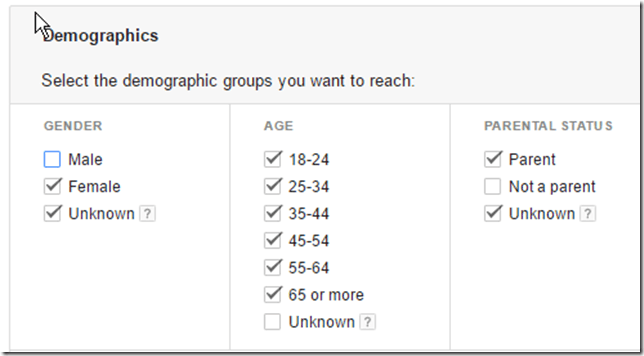 Demographics
Select the demographic groups you want to reach:
GENDER
Male
Female
Unknown ?
AGE
18-24
25-34
35-44
45-54
55-64
65 or more
Unknown ?
PARENTAL STATUS
Parent
Not a parent
Unknown ?